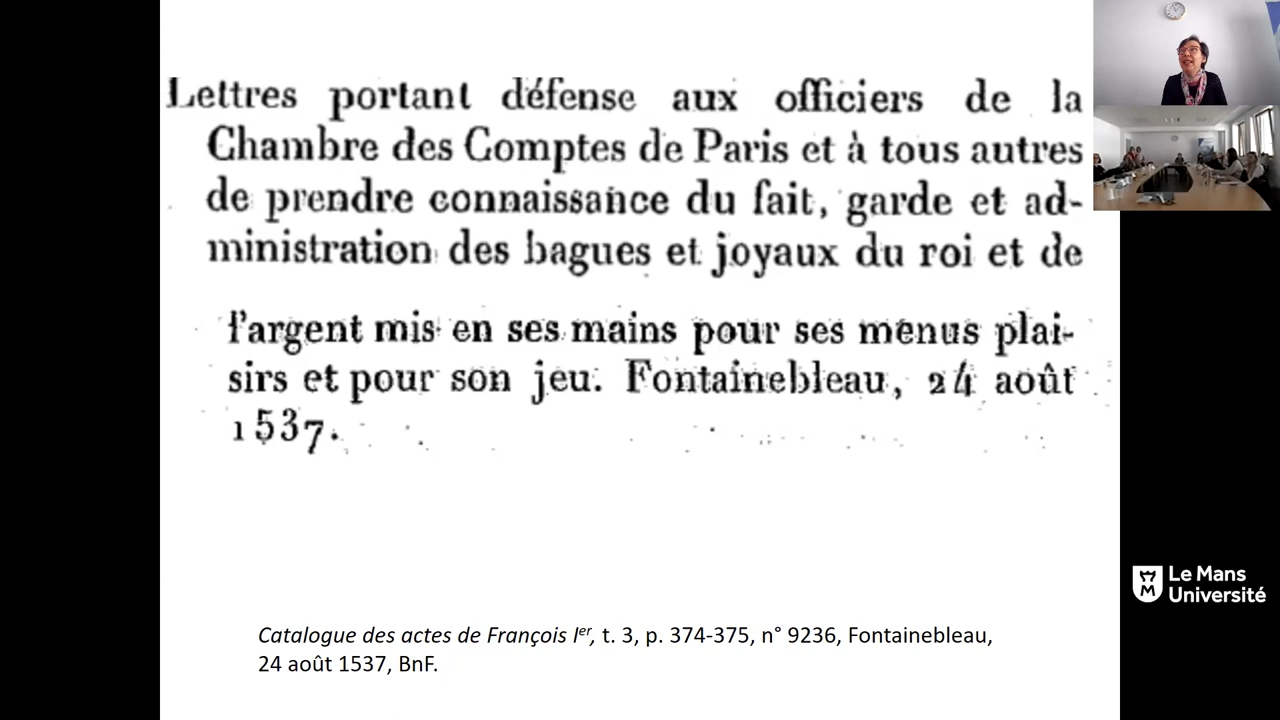 Lettres portant défense aux officiers de la
Chambre des Comptes de Paris et à tous autres
de prendre connaissance du fait, garde et ad-
ministration des bagues et joyaux du roi et de
l'argent mis en ses mains pour ses menus plai-
sirs et pour son jeu. Fontainebleau, 24 août
1537.
Catalogue des actes de François Ier, t. 3, p. 374-375, n° 9236, Fontainebleau,
24 août 1537, BnF.
Le Mans
Université